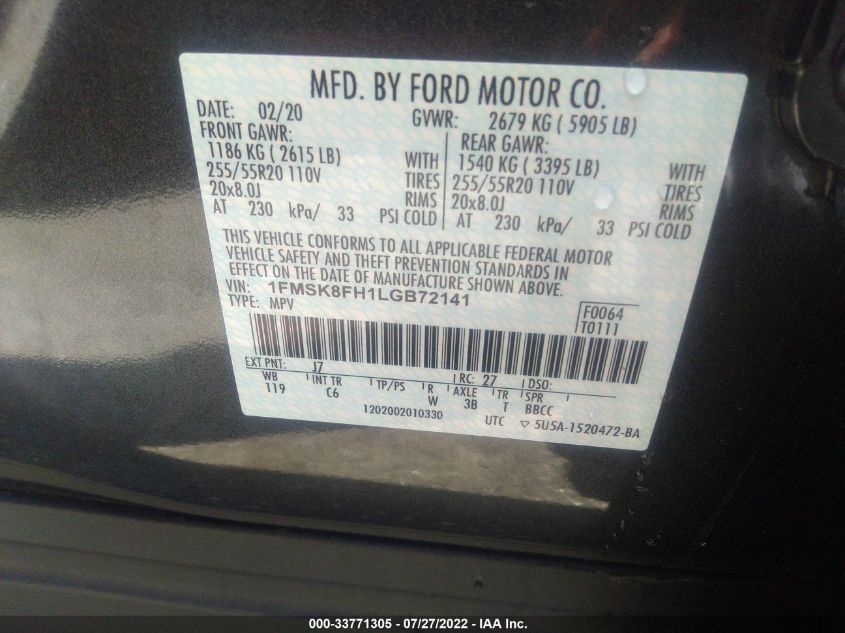 MFD. BY FORD MOTOR CO.
DATE: 02/20 GVWR: 2679 KG ( 5905 LB)
FRONT GAWR: REAR GAWR:
1186 KG ( 2615 LB) WITH 1540 KG ( 3395 LB) WITH
255/55R20 110V TIRES 255/55R20 110V TIRES
20x8.0J RIMS 20x8.0J RIMS
AT 230 kPa/ 33 PSI COLD AT 230 kPa/ 33 PSI COLD
THIS VEHICLE CONFORMS TO ALL APPLICABLE FEDERAL MOTOR
VEHICLE SAFETY AND THEFT PREVENTION STANDARDS IN
EFFECT ON THE DATE OF MANUFACTURE SHOWN ABOVE.
VIN: 1FMSK8FH1LGB72141
TYPE: MPV
F0064
T0111
EXT PNT: J7 RC: 27 DSO:
WB INT TR TP/PS R AXLE TR SPR
119 C6 W 3B T BBCC
1202002010330 UTC ▽ 5U5A-1520472-BA
000-33771305 - 07/27/2022 - IAA Inc.